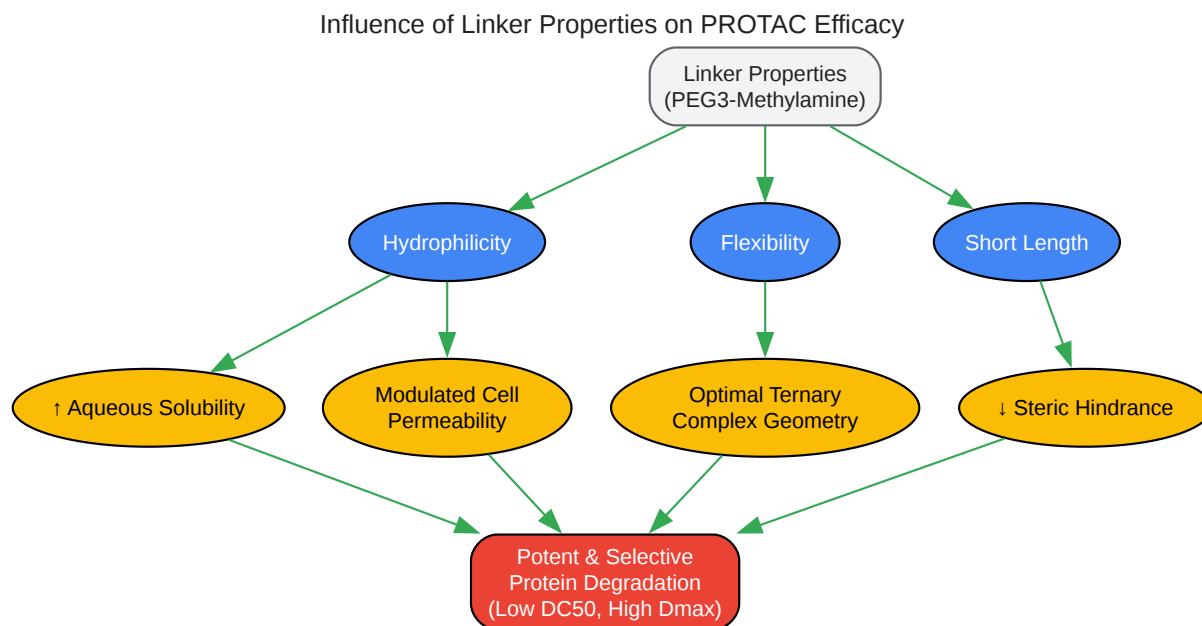 Influence of Linker Properties on PROTAC Efficacy
Linker Properties
(PEG3-Methylamine)
Hydrophilicity
Flexibility
Short Length
↑ Aqueous Solubility
Modulated Cell
Permeability
Optimal Ternary
Complex Geometry
↓ Steric Hindrance
Potent & Selective
Protein Degradation
(Low DC50, High Dmax)